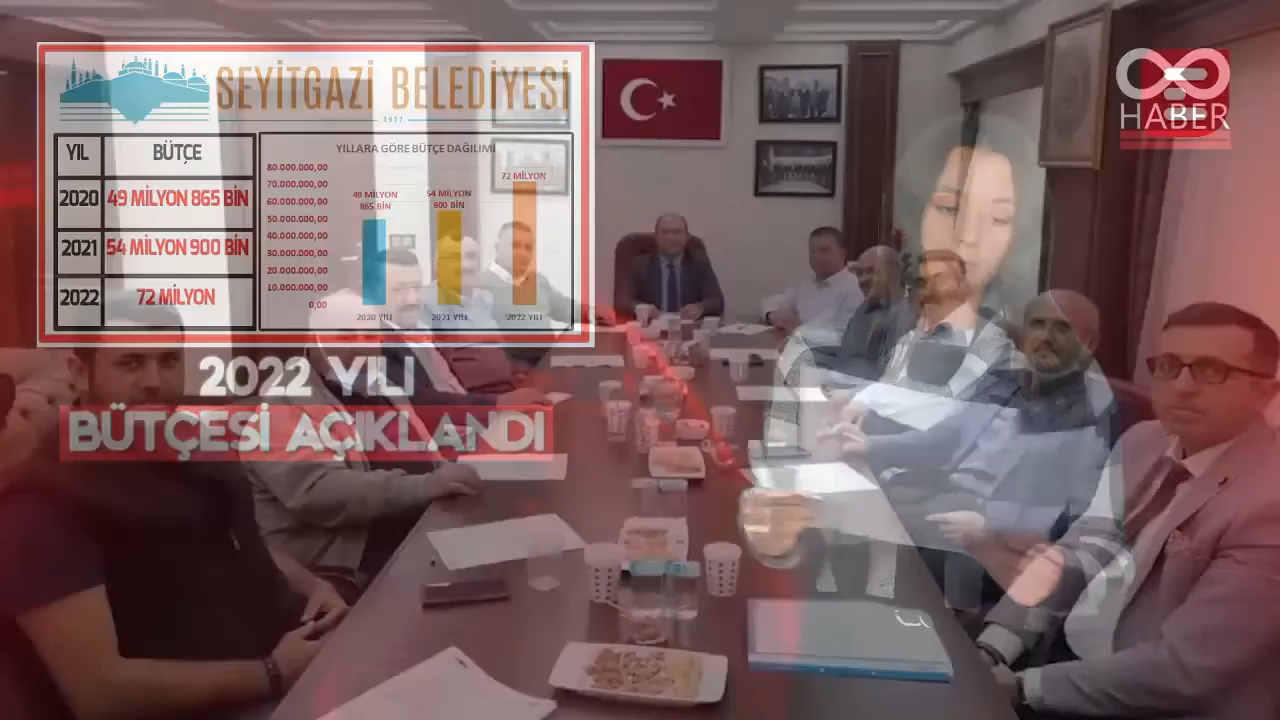 SEYİTGAZİ BELEDİYESİ
1917
YIL BÜTÇE
2020 49 MİLYON 865 BİN
2021 54 MİLYON 900 BİN
2022 72 MİLYON
YILLARA GÖRE BÜTÇE DAĞILIMI
80.000.000,00
70.000.000,00
60.000.000,00
50.000.000,00
40.000.000,00
30.000.000,00
20.000.000,00
10.000.000,00
0,00
49 MİLYON
865 BİN
54 MİLYON
900 BİN
72 MİLYON
2020 YILI 2021 YILI 2022 YILI
2022 YILI
BÜTÇESİ AÇIKLANDI
HABER